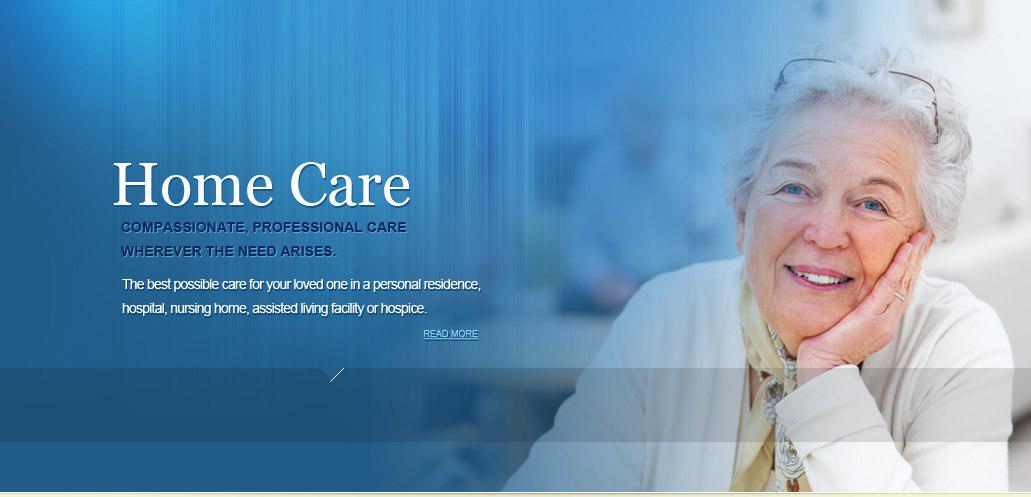 Home Care
COMPASSIONATE, PROFESSIONAL CARE
WHEREVER THE NEED ARISES.
The best possible care for your loved one in a personal residence,
hospital, nursing home, assisted living facility or hospice.
READ MORE